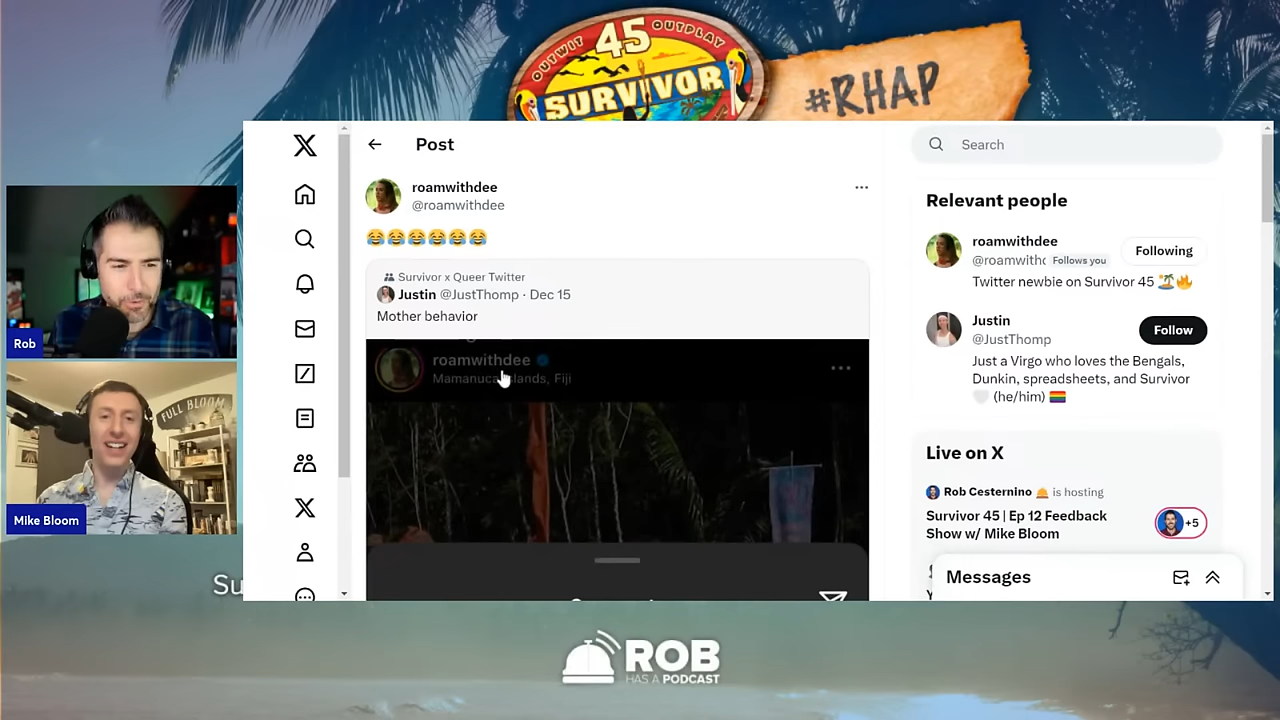 OUTWIT 45 OUTPLAY
SURVIVOR
#RHAP
Post
roamwithdee
@roamwithdee
😂😂😂😂😂😂
Survivor x Queer Twitter
Justin @JustThomp · Dec 15
Mother behavior
roamwithdee
Mamanuca Islands, Fiji
Search
Relevant people
roamwithdee
@roamwithc Follows you
Following
Twitter newbie on Survivor 45 🏝️🔥
Justin
@JustThomp
Follow
Just a Virgo who loves the Bengals,
Dunkin, spreadsheets, and Survivor
🤍 (he/him) 🏳️‍🌈
Live on X
Rob Cesternino 🛎️ is hosting
Survivor 45 | Ep 12 Feedback
Show w/ Mike Bloom
+5
Messages
Rob
FULL BLOOM
Mike Bloom
Su
ROB
HAS A PODCAST